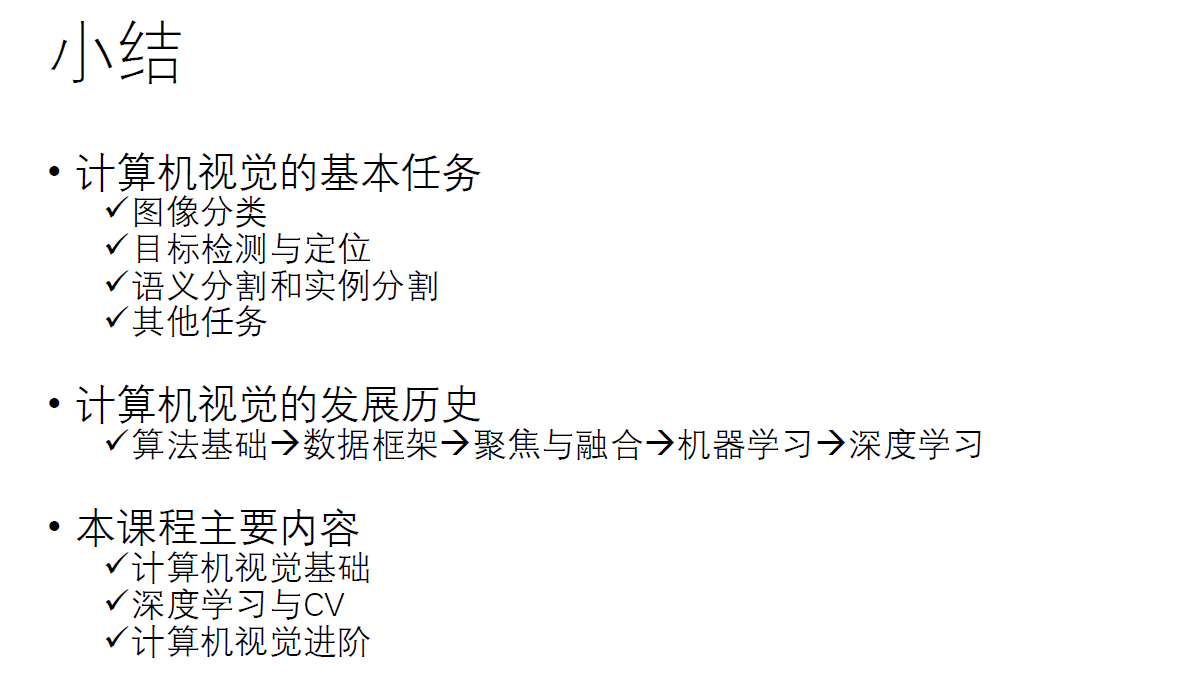 小结
• 计算机视觉的基本任务
✓图像分类
✓目标检测与定位
✓语义分割和实例分割
✓其他任务
• 计算机视觉的发展历史
✓算法基础→数据框架→聚焦与融合→机器学习→深度学习
• 本课程主要内容
✓计算机视觉基础
✓深度学习与CV
✓计算机视觉进阶